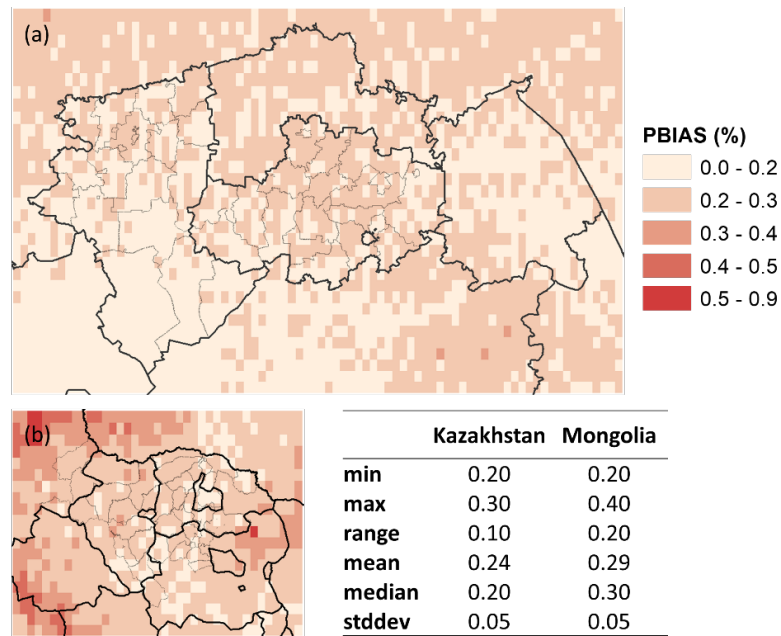 (a)
PBIAS (%)
0.0 - 0.2
0.2 - 0.3
0.3 - 0.4
0.4 - 0.5
0.5 - 0.9
(b)
Kazakhstan Mongolia
min 0.20 0.20
max 0.30 0.40
range 0.10 0.20
mean 0.24 0.29
median 0.20 0.30
stddev 0.05 0.05